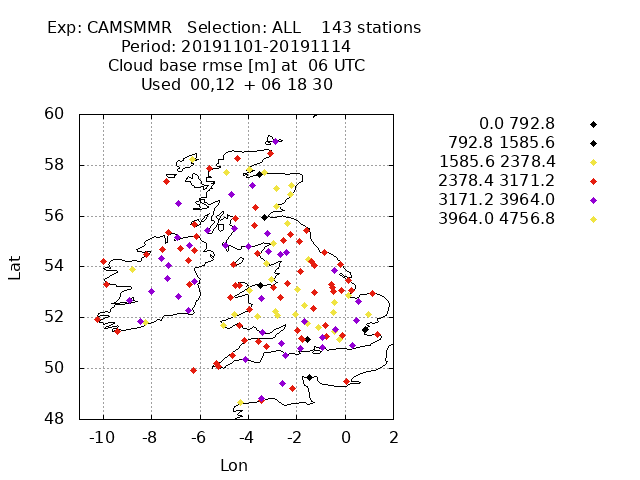 Exp: CAMSMMR Selection: ALL 143 stations
Period: 20191101-20191114
Cloud base rmse [m] at 06 UTC
Used 00,12 + 06 18 30
0.0 792.8
792.8 1585.6
1585.6 2378.4
2378.4 3171.2
3171.2 3964.0
3964.0 4756.8
60
58
56
54
52
50
48
Lat
-10 -8 -6 -4 -2 0 2
Lon